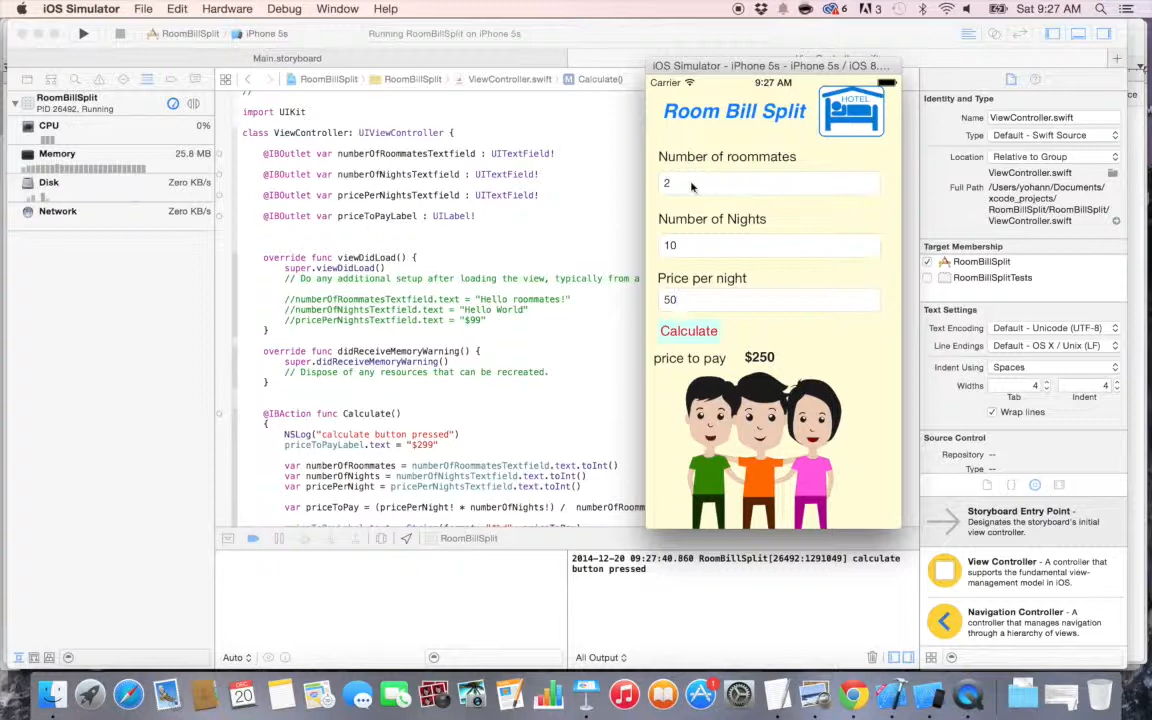 iOS Simulator File Edit Hardware Debug Window Help
6 3 Sat 9:27 AM
RoomBillSplit iPhone 5s Running RoomBillSplit on iPhone 5s
Main.storyboard
RoomBillSplit RoomBillSplit ViewController.swift M Calculate()
RoomBillSplit
PID 26492, Running
CPU 0%
Memory 25.8 MB
Disk Zero KB/s
Network Zero KB/s
//
import UIKit
class ViewController: UIViewController {
@IBOutlet var numberOfRoommatesTextfield : UITextField!
@IBOutlet var numberOfNightsTextfield : UITextField!
@IBOutlet var pricePerNightsTextfield : UITextField!
@IBOutlet var priceToPayLabel : UILabel!
override func viewDidLoad() {
super.viewDidLoad()
// Do any additional setup after loading the view, typically from a
//numberOfRoommatesTextfield.text = "Hello roommates!"
//numberOfNightsTextfield.text = "Hello World"
//pricePerNightsTextfield.text = "$99"
}
override func didReceiveMemoryWarning() {
super.didReceiveMemoryWarning()
// Dispose of any resources that can be recreated.
}
@IBAction func Calculate()
{
NSLog("calculate button pressed")
priceToPayLabel.text = "$299"
var numberOfRoommates = numberOfRoommatesTextfield.text.toInt()
var numberOfNights = numberOfNightsTextfield.text.toInt()
var pricePerNight = pricePerNightsTextfield.text.toInt()
var priceToPay = (pricePerNight! * numberOfNights!) / numberOfRoomm
iOS Simulator - iPhone 5s - iPhone 5s / iOS 8....
Carrier 9:27 AM
Room Bill Split
HOTEL
Number of roommates
2
Number of Nights
10
Price per night
50
Calculate
price to pay $250
RoomBillSplit
2014-12-20 09:27:40.860 RoomBillSplit[26492:1291049] calculate
button pressed
Auto
All Output
Identity and Type
Name ViewController.swift
Type Default - Swift Source
Location Relative to Group
ViewController.swift
Full Path /Users/yohann/Documents/
xcode_projects/
RoomBillSplit/RoomBillSplit/
ViewController.swift
Target Membership
RoomBillSplit
RoomBillSplitTests
Text Settings
Text Encoding Default - Unicode (UTF-8)
Line Endings Default - OS X / Unix (LF)
Indent Using Spaces
Widths 4 4
Tab Indent
Wrap lines
Source Control
Repository --
Type --
Storyboard Entry Point -
Designates the storyboard's initial
view controller.
View Controller - A controller that
supports the fundamental view-
management model in iOS.
Navigation Controller - A
controller that manages navigation
through a hierarchy of views.
DEC
20
1